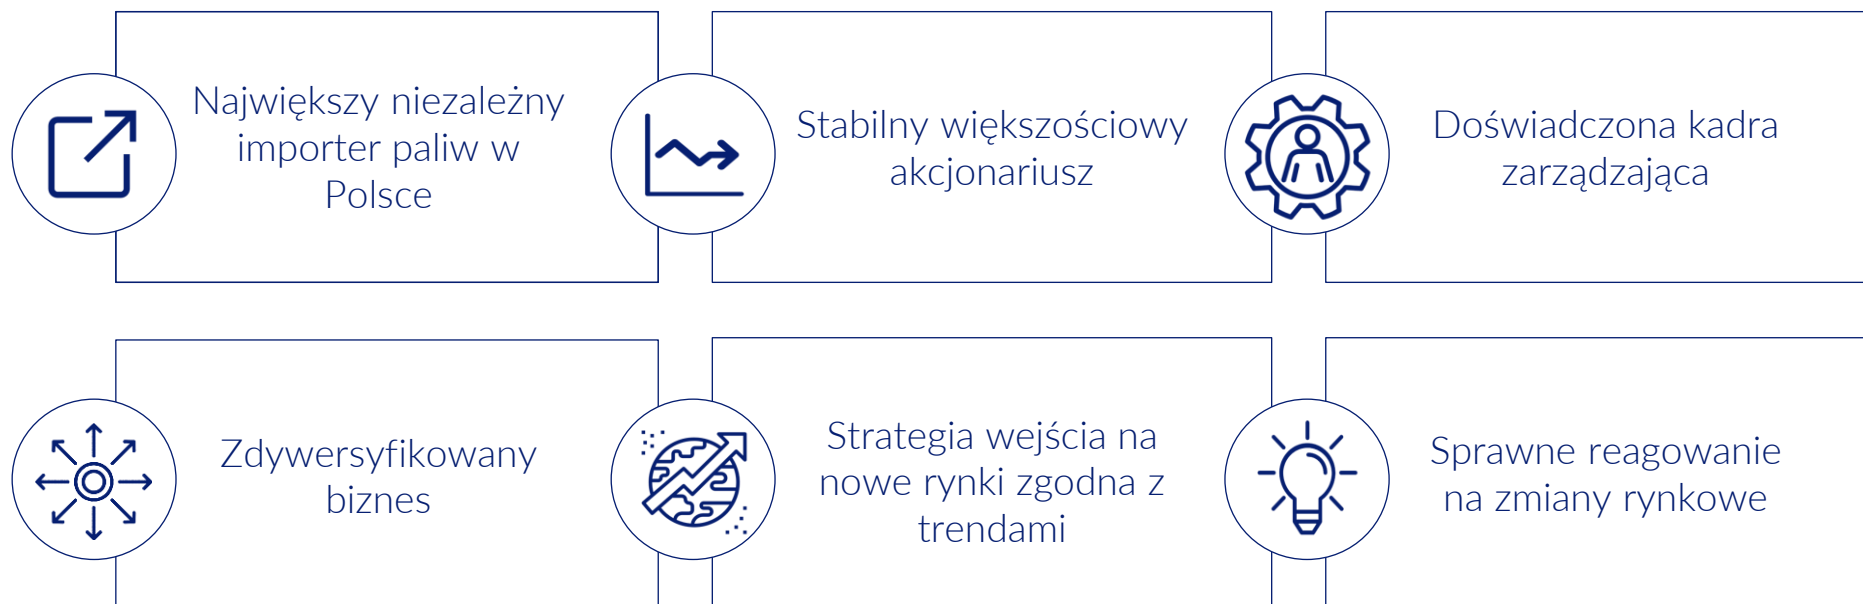 Największy niezależny
importer paliw w
Polsce
Stabilny większościowy
akcjonariusz
Doświadczona kadra
zarządzająca
Zdywersyfikowany
biznes
Strategia wejścia na
nowe rynki zgodna z
trendami
Sprawne reagowanie
na zmiany rynkowe